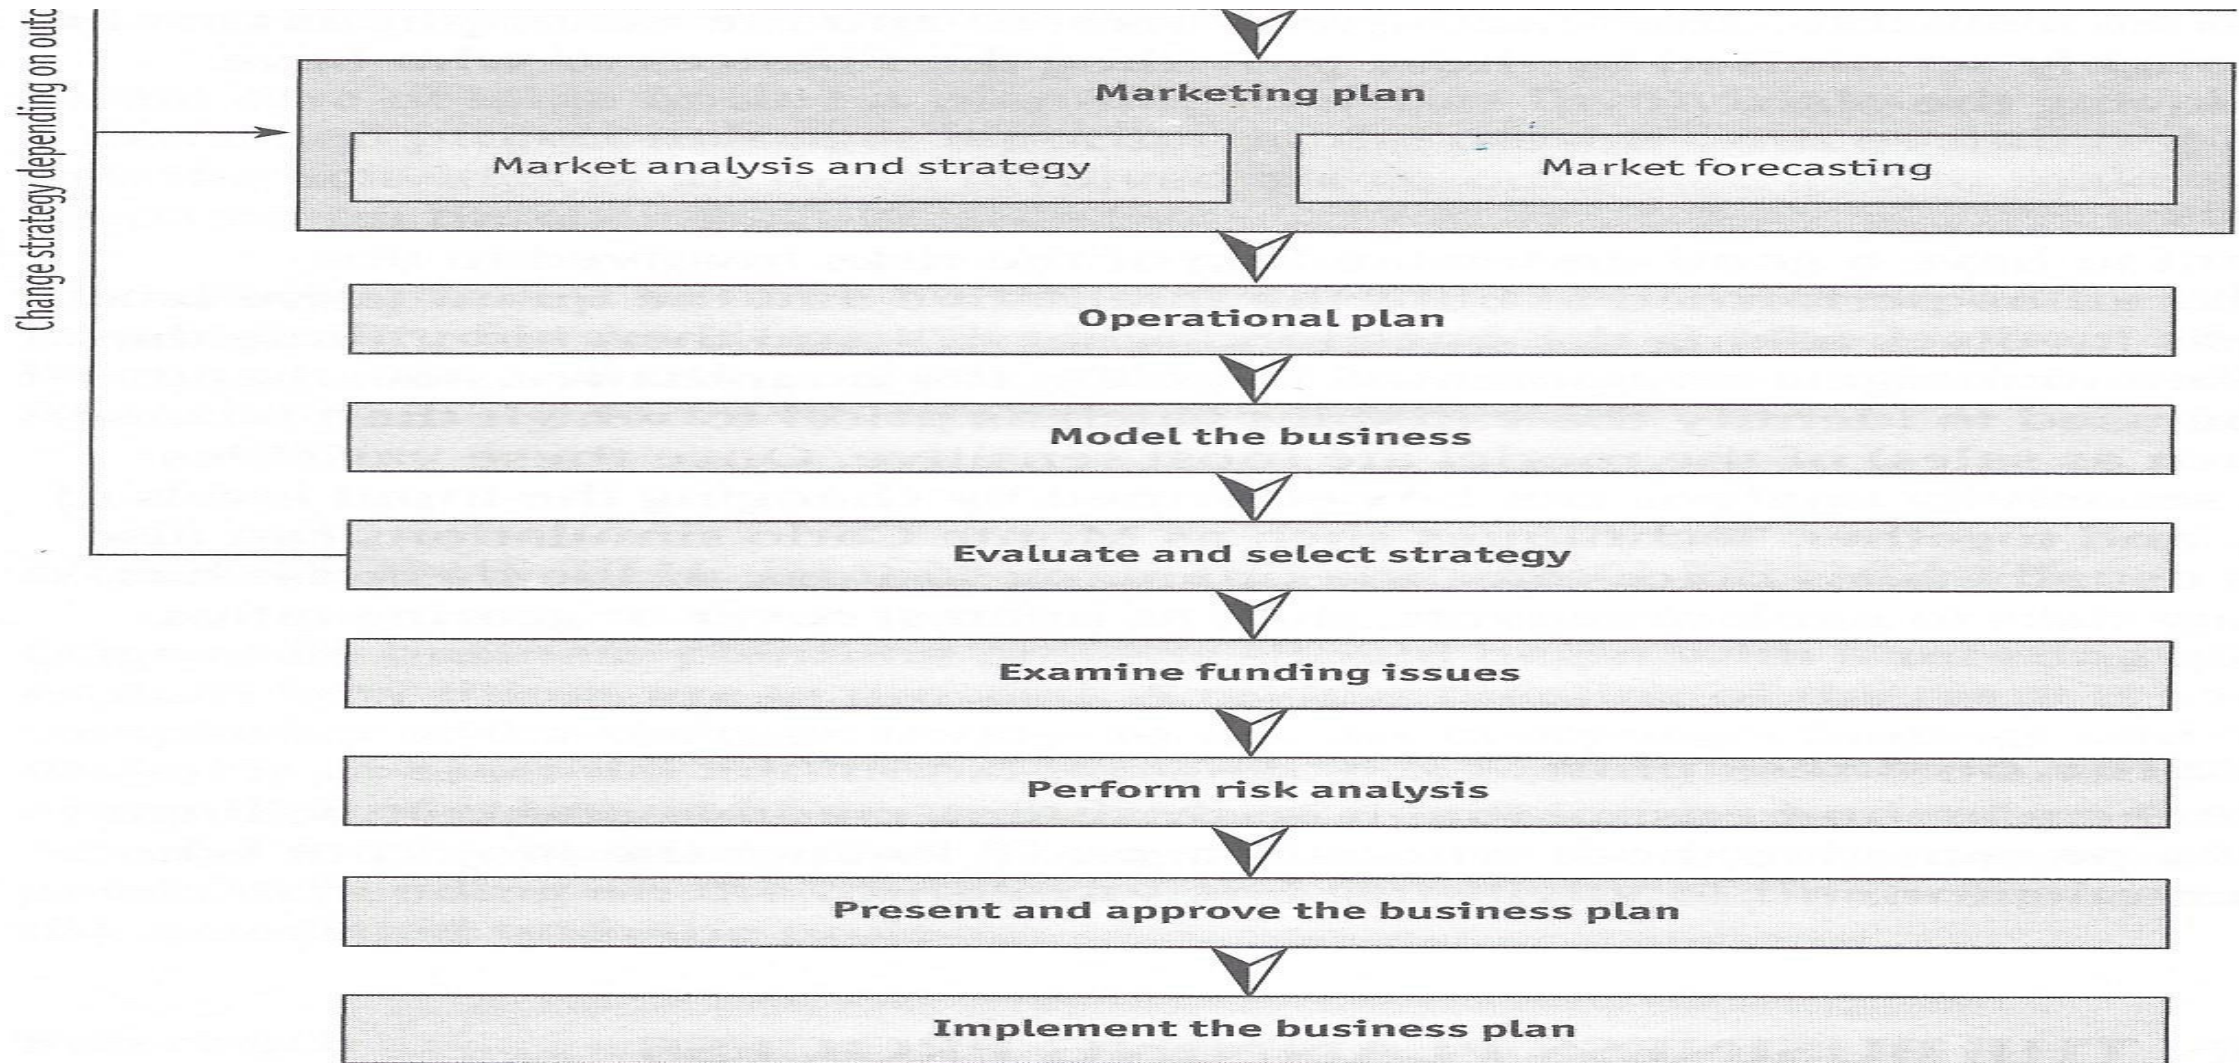 Change strategy depending on outc
Marketing plan
Market analysis and strategy
Market forecasting
Operational plan
Model the business
Evaluate and select strategy
Examine funding issues
Perform risk analysis
Present and approve the business plan
Implement the business plan